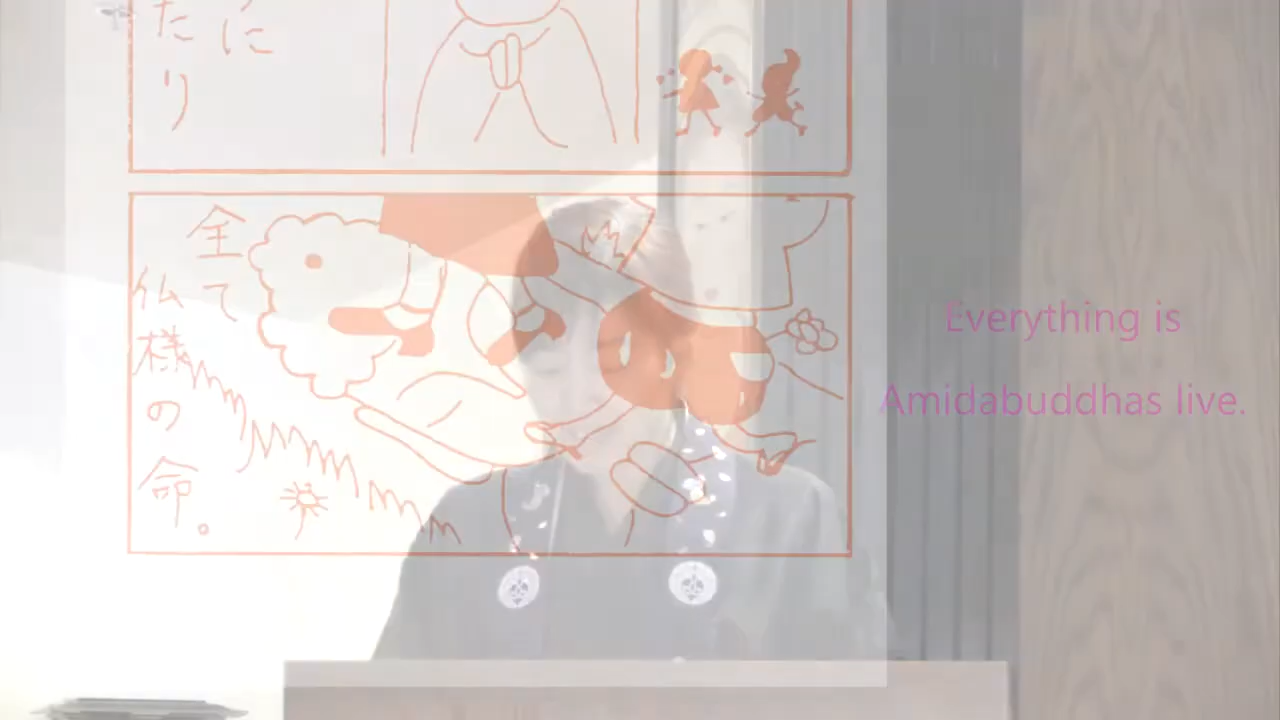 に
たり
全て
仏様の命。
Everything is
Amidabuddhas live.